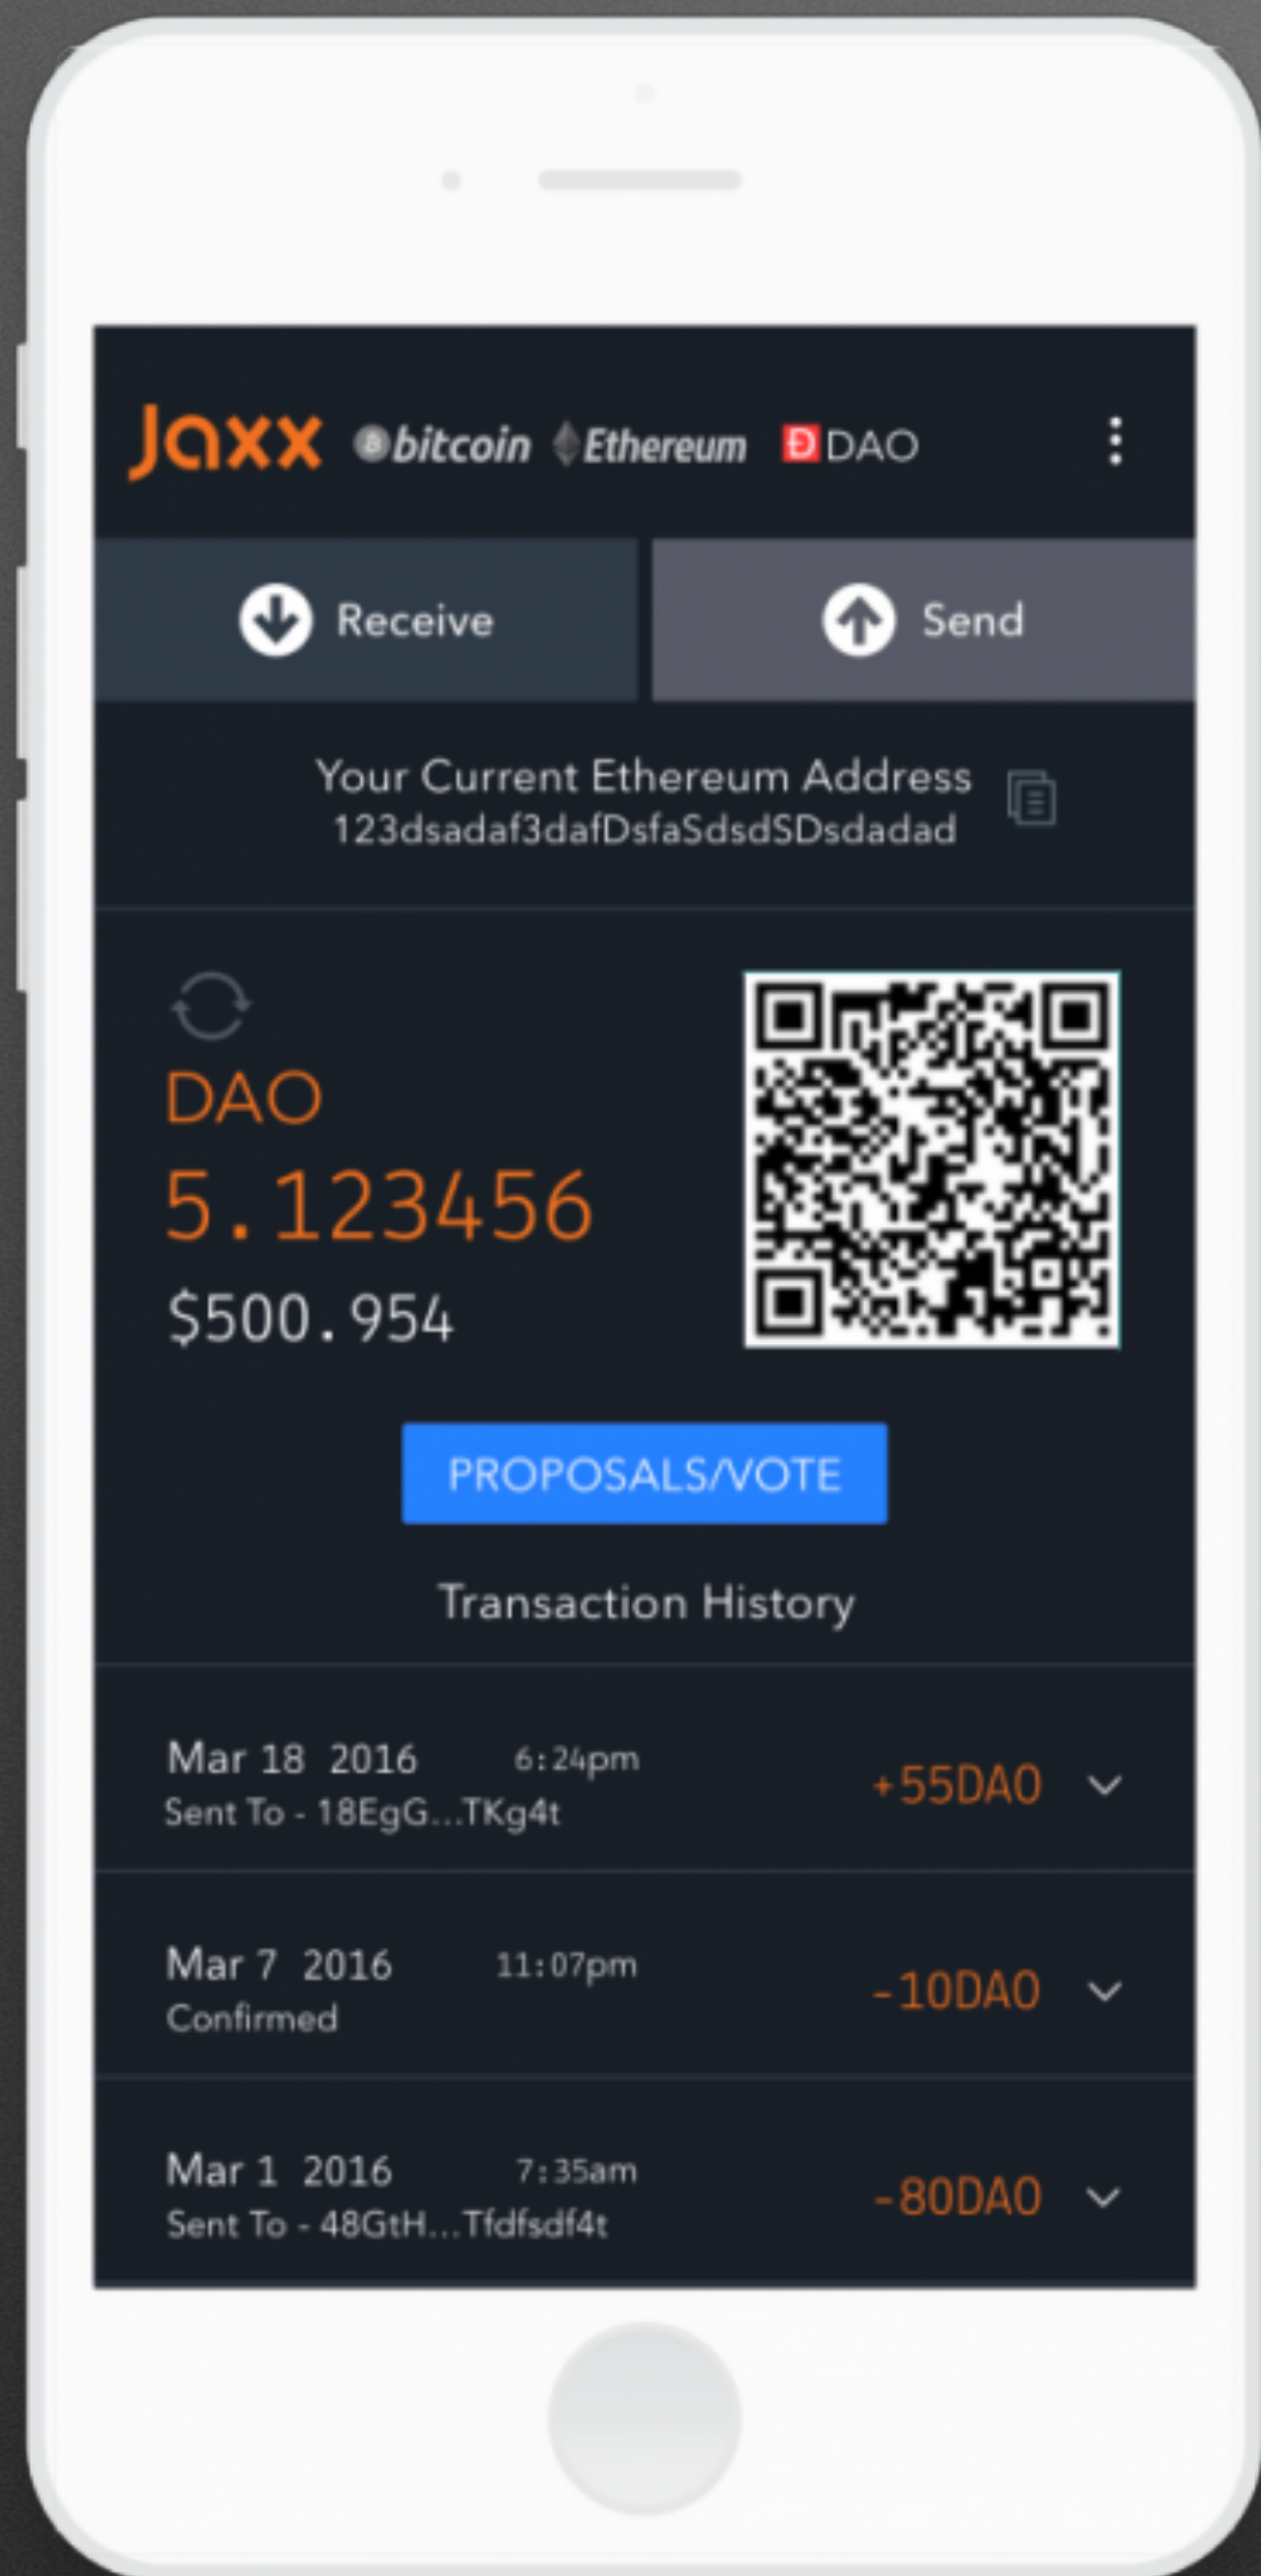 Jaxx bitcoin Ethereum DAO
Receive Send
Your Current Ethereum Address
123dsadaf3dafDsfaSdsdSDsdadad
DAO
5.123456
$500.954
PROPOSALS/VOTE
Transaction History
Mar 18 2016 6:24pm +55DAO
Sent To - 18EgG...TKg4t
Mar 7 2016 11:07pm -10DAO
Confirmed
Mar 1 2016 7:35am -80DAO
Sent To - 48GtH...Tfdfsdf4t